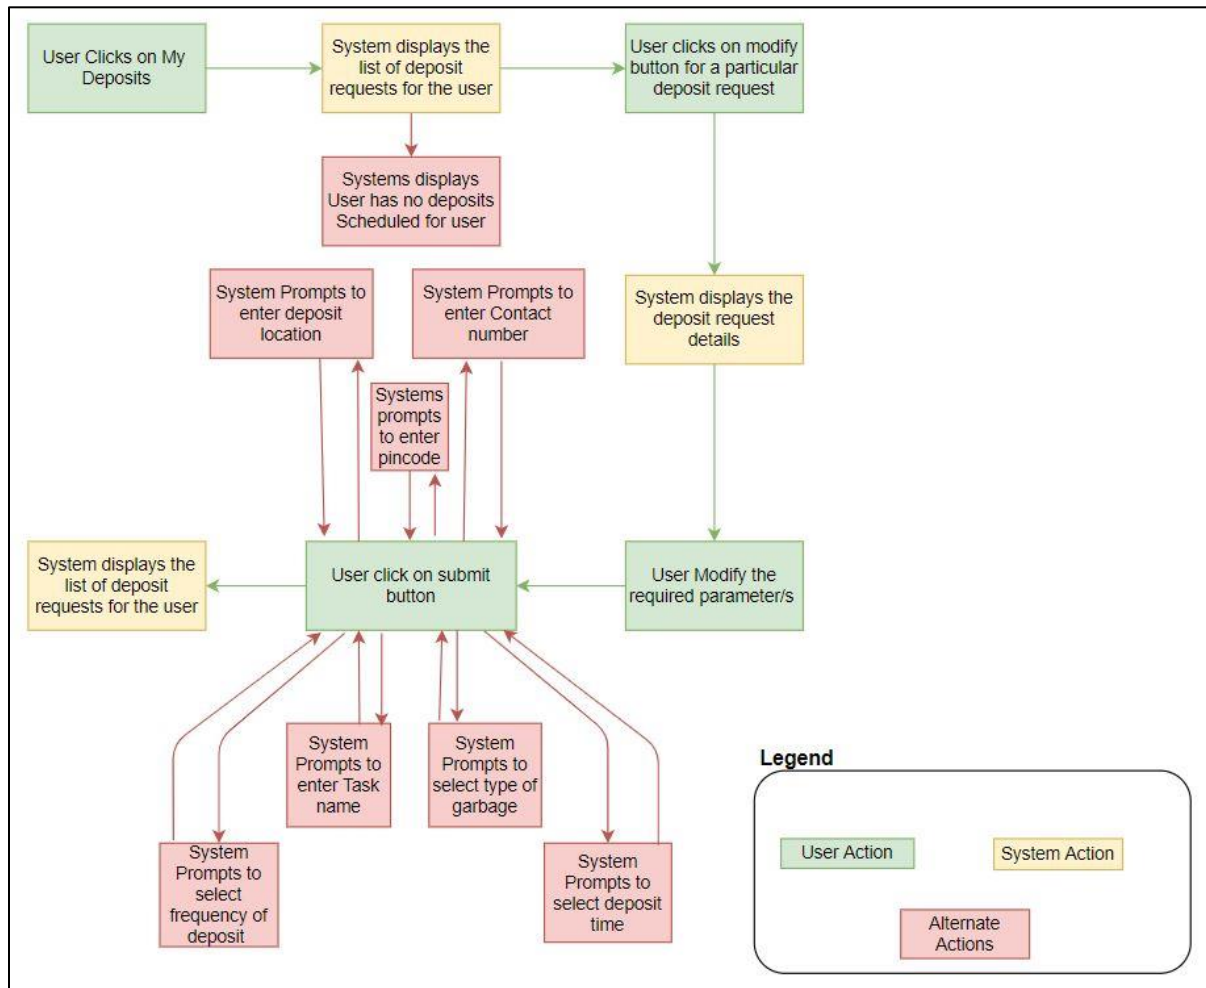 User Clicks on My
Deposits
System displays the
list of deposit
requests for the user
User clicks on modify
button for a particular
deposit request
Systems displays
User has no deposits
Scheduled for user
System Prompts to
enter deposit
location
System Prompts to
enter Contact
number
System displays the
deposit request
details
Systems
prompts
to enter
pincode
System displays the
list of deposit
requests for the user
User click on submit
button
User Modify the
required parameter/s
System
Prompts to
enter Task
name
System
Prompts to
select type of
garbage
System
Prompts to
select
frequency of
deposit
System
Prompts to
select deposit
time
Legend
User Action
System Action
Alternate
Actions